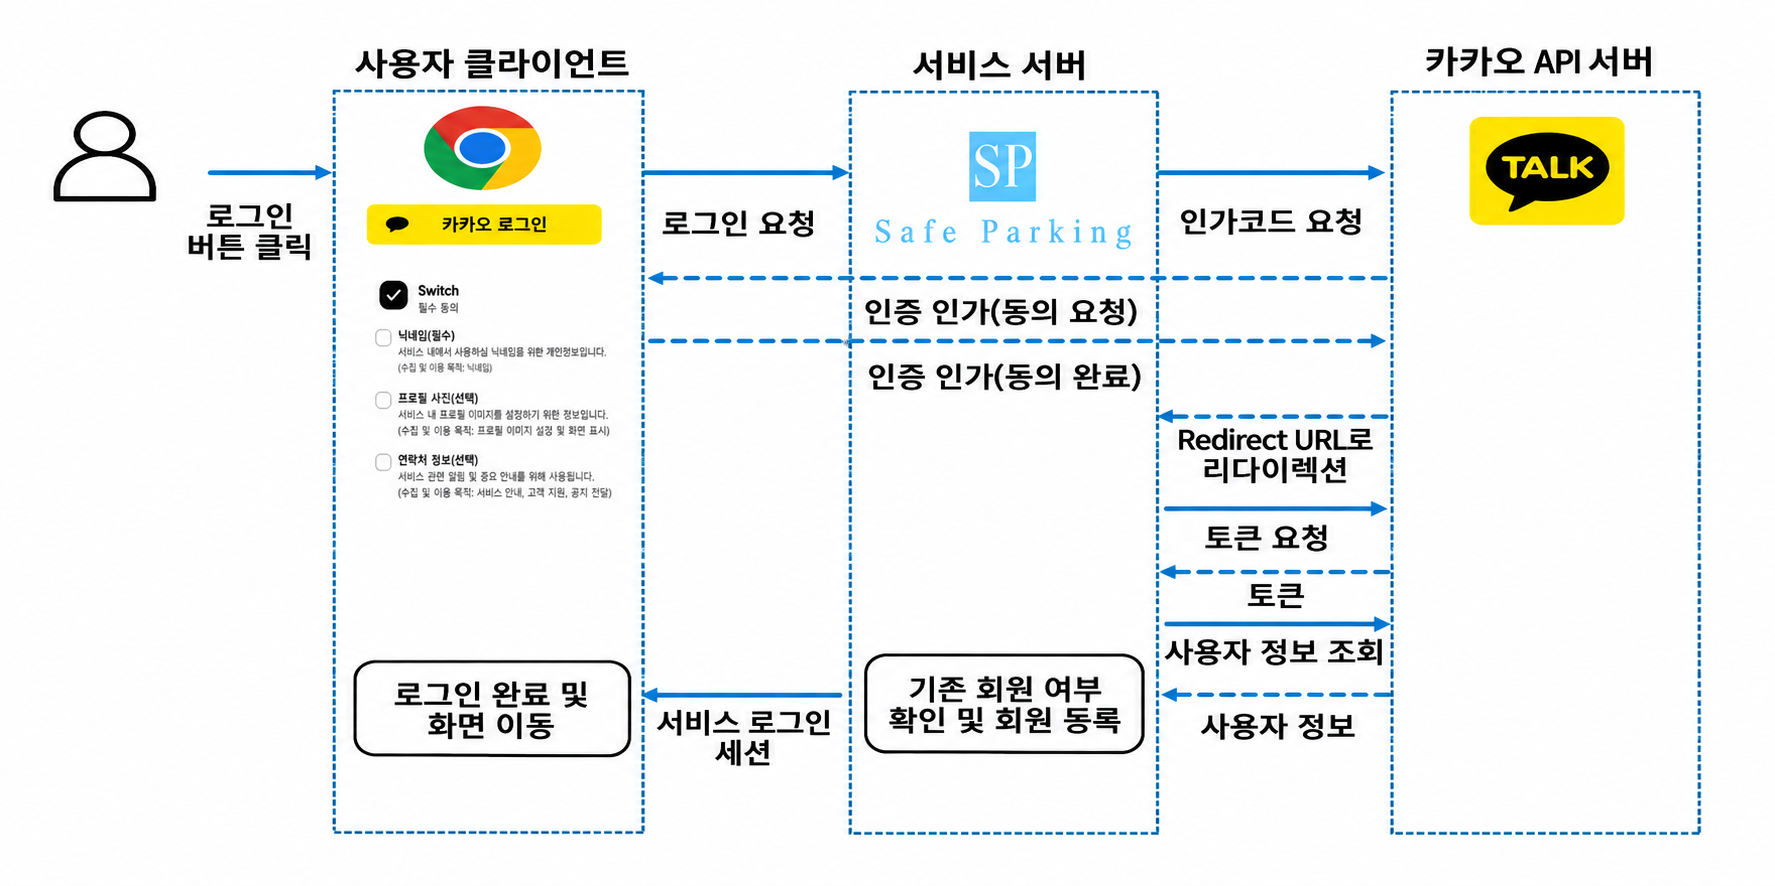 사용자 클라이언트
서비스 서버
카카오 API 서버
로그인
버튼 클릭
카카오 로그인
Switch
필수 동의
닉네임(필수)
서비스 내에서 사용하실 닉네임을 위한 개인정보입니다.
(수집 및 이용 목적: 닉네임)
프로필 사진(선택)
서비스 내 프로필 이미지를 설정하기 위한 정보입니다.
(수집 및 이용 목적: 프로필 이미지 설정 및 화면 표시)
연락처 정보(선택)
서비스 관련 알림 및 중요 안내를 위해 사용됩니다.
(수집 및 이용 목적: 서비스 안내, 고객 지원, 공지 전달)
로그인 요청
SP
Safe Parking
인가코드 요청
TALK
인증 인가(동의 요청)
인증 인가(동의 완료)
Redirect URL로
리다이렉션
토큰 요청
토큰
사용자 정보 조회
사용자 정보
기존 회원 여부
확인 및 회원 등록
서비스 로그인
세션
로그인 완료 및
화면 이동